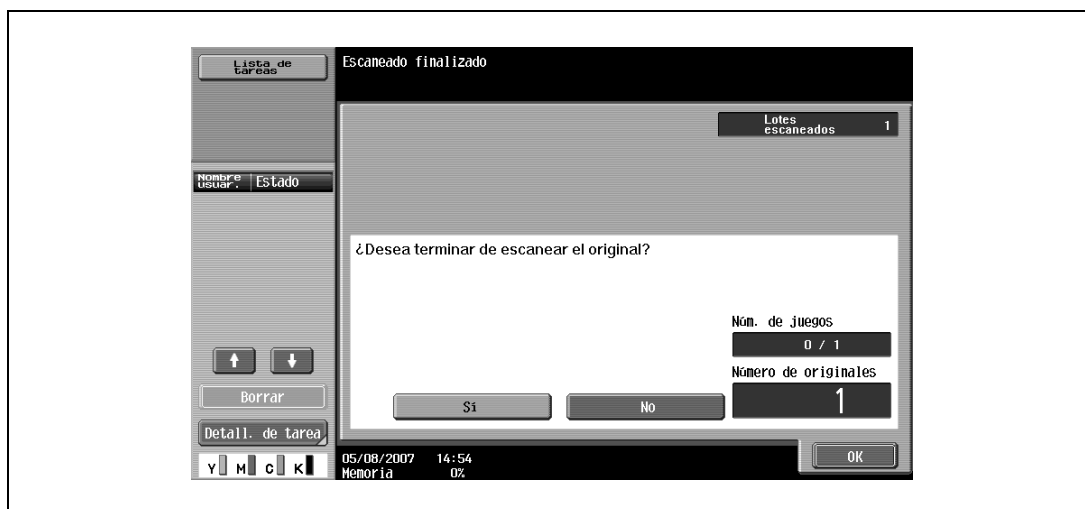 Lista de
tareas
Escaneado finalizado
Lotes
escaneados 1
Nombre
usuar. Estado
¿Desea terminar de escanear el original?
Núm. de juegos
0 / 1
Número de originales
1
Sí No
Borrar
Detall. de tarea
Y M C K
05/08/2007 14:54
Memoria 0%
OK